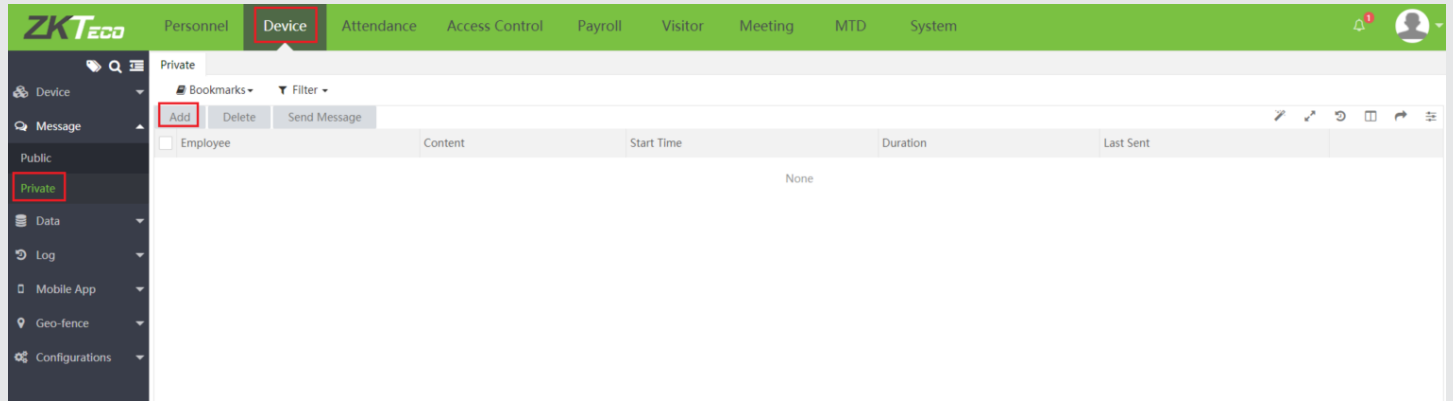 ZKTECO Personnel Device Attendance Access Control Payroll Visitor Meeting MTD System 1
Private
Bookmarks Filter
Add Delete Send Message
Employee Content Start Time Duration Last Sent
None
Device
Message
Public
Private
Data
Log
Mobile App
Geo-fence
Configurations